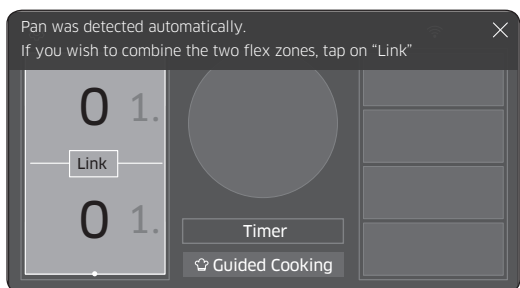 Pan was detected automatically.
If you wish to combine the two flex zones, tap on “Link”
0 1.
Link
0 1.
Timer
Guided Cooking